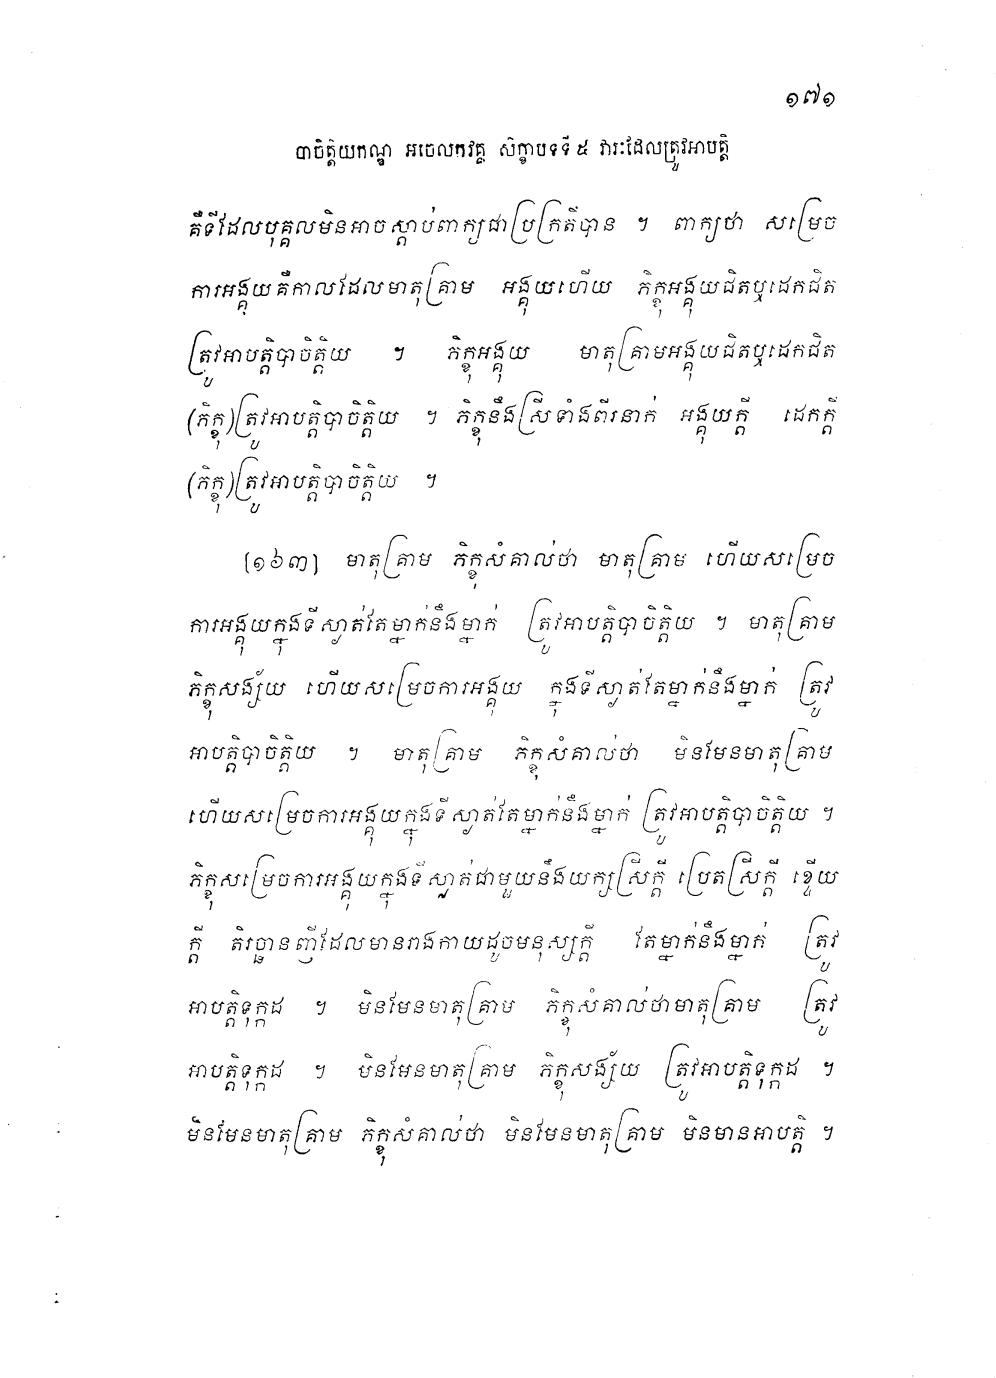 ១៧១
បាចិត្តិយកណ្ឌ អចេលកវគ្គ សិក្ខាបទទី ៥ វារៈដែលត្រូវអាបត្តិ
គឺទីដែលបុគ្គលមិនអាចស្តាប់ពាក្យជាប្រក្រតីបាន ។ ពាក្យថា សម្រេច
ការអង្គុយគឺកាលដែលមាតុគ្រាម អង្គុយហើយ ភិក្ខុអង្គុយជិតឬដេកជិត
ត្រូវអាបត្តិបាចិត្តិយ ។ ភិក្ខុអង្គុយ មាតុគ្រាមអង្គុយជិតឬដេកជិត
(ភិក្ខុ)ត្រូវអាបត្តិបាចិត្តិយ ។ ភិក្ខុនឹងស្រីទាំងពីរនាក់ អង្គុយក្តី ដេកក្តី
(ភិក្ខុ)ត្រូវអាបត្តិបាចិត្តិយ ។
[១៦៣] មាតុគ្រាម ភិក្ខុសំគាល់ថា មាតុគ្រាម ហើយសម្រេច
ការអង្គុយក្នុងទីស្ងាត់តែម្នាក់នឹងម្នាក់ ត្រូវអាបត្តិបាចិត្តិយ ។ មាតុគ្រាម
ភិក្ខុសង្ស័យ ហើយសម្រេចការអង្គុយ ក្នុងទីស្ងាត់តែម្នាក់នឹងម្នាក់ ត្រូវ
អាបត្តិបាចិត្តិយ ។ មាតុគ្រាម ភិក្ខុសំគាល់ថា មិនមែនមាតុគ្រាម
ហើយសម្រេចការអង្គុយក្នុងទីស្ងាត់តែម្នាក់នឹងម្នាក់ ត្រូវអាបត្តិបាចិត្តិយ ។
ភិក្ខុសម្រេចការអង្គុយក្នុងទីស្ងាត់ជាមួយនឹងយក្សស្រីក្តី ប្រេតស្រីក្តី ខ្ទើយ
ក្តី តិរច្ឆានញីដែលមានរាងកាយដូចមនុស្សក្តី តែម្នាក់នឹងម្នាក់ ត្រូវ
អាបត្តិទុក្កដ ។ មិនមែនមាតុគ្រាម ភិក្ខុសំគាល់ថាមាតុគ្រាម ត្រូវ
អាបត្តិទុក្កដ ។ មិនមែនមាតុគ្រាម ភិក្ខុសង្ស័យ ត្រូវអាបត្តិទុក្កដ ។
មិនមែនមាតុគ្រាម ភិក្ខុសំគាល់ថា មិនមែនមាតុគ្រាម មិនមានអាបត្តិ ។